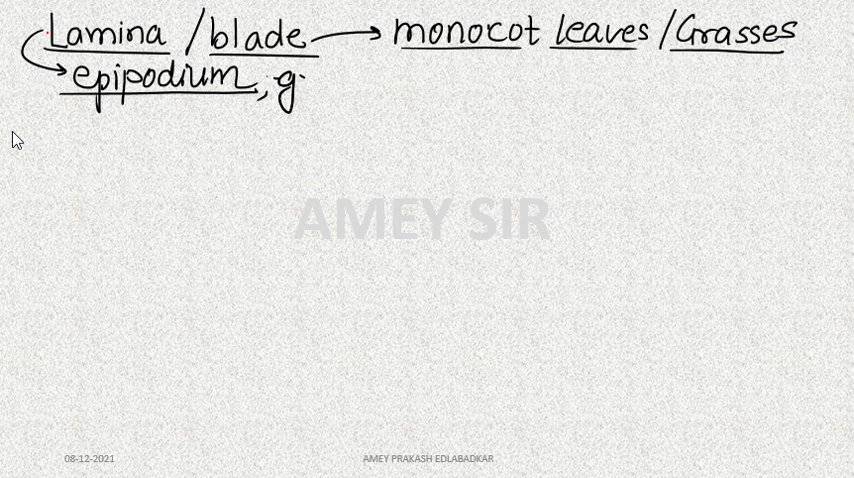 Lamina / blade → monocot leaves / Grasses
→ epipodium, g
AMEY SIR
08-12-2021 AMEY PRAKASH EDLABADKAR